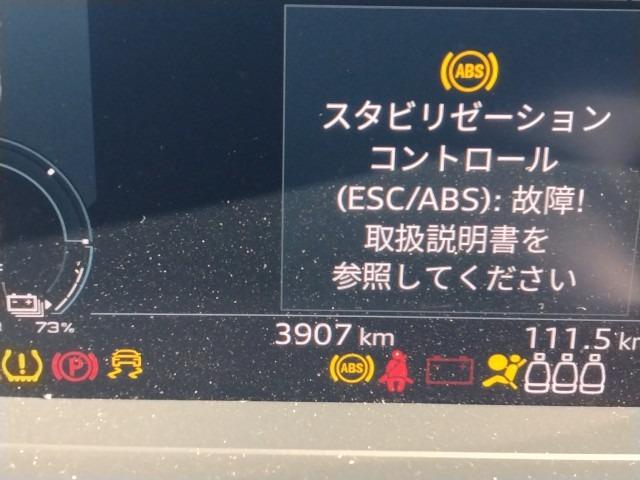 ABS
スタビリゼーション
コントロール
(ESC/ABS): 故障!
取扱説明書を
参照してください
73%
3907 km 111.5 k
P ABS